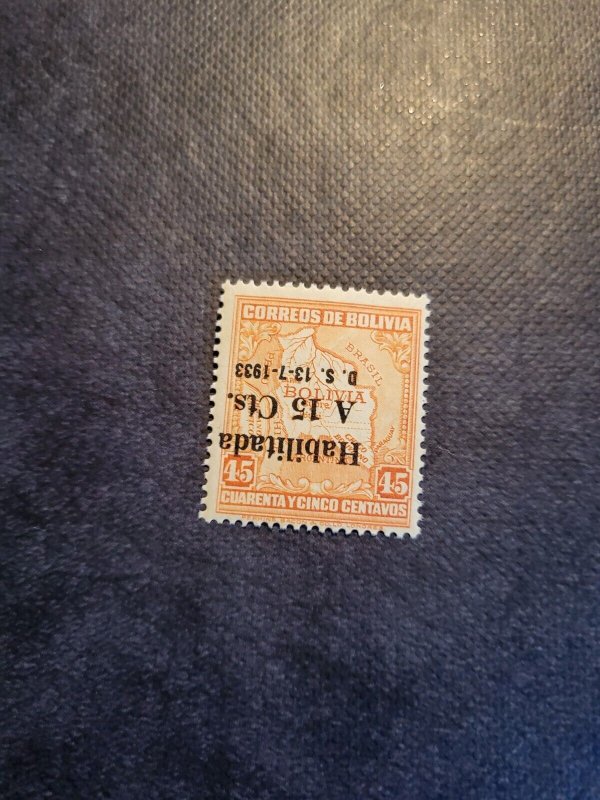 CORREOS DE BOLIVIA
BRASIL
BOLIVIA
45 45
CUARENTA Y CINCO CENTAVOS
Habilitada
A 15 Cts.
D. S. 13-7-1933